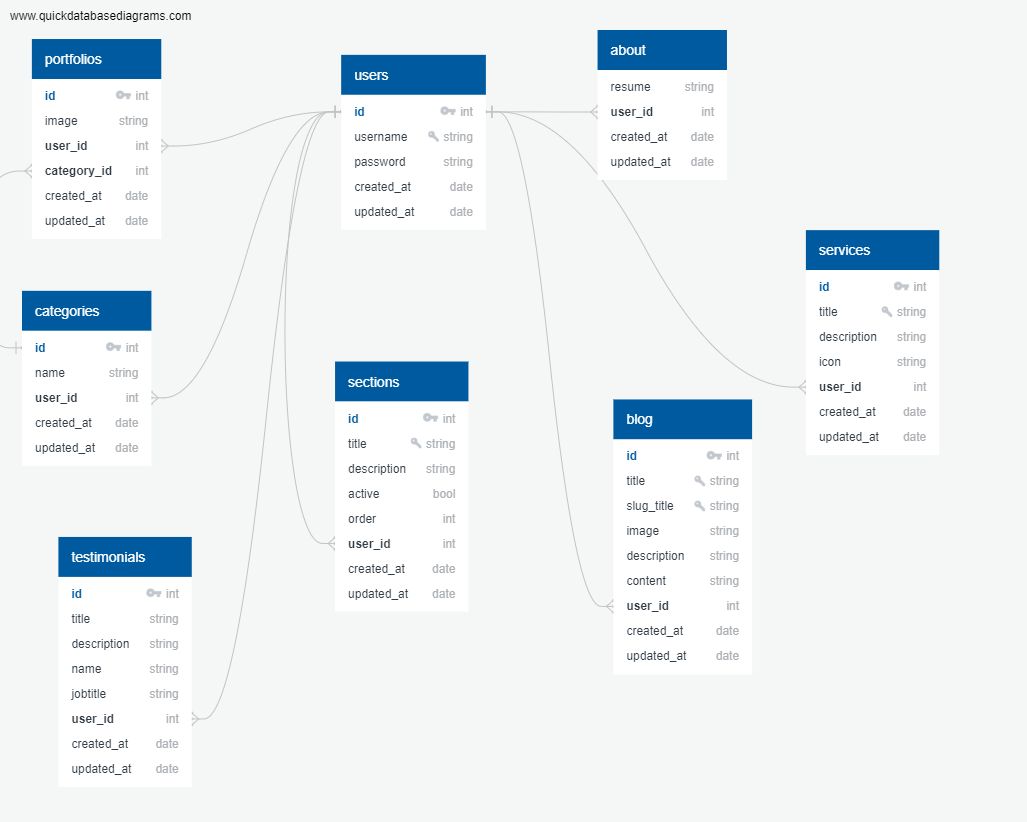 www.quickdatabasediagrams.com
portfolios
id int
image string
user_id int
category_id int
created_at date
updated_at date
users
id int
username string
password string
created_at date
updated_at date
about
resume string
user_id int
created_at date
updated_at date
services
id int
title string
description string
icon string
user_id int
created_at date
updated_at date
categories
id int
name string
user_id int
created_at date
updated_at date
sections
id int
title string
description string
active bool
order int
user_id int
created_at date
updated_at date
blog
id int
title string
slug_title string
image string
description string
content string
user_id int
created_at date
updated_at date
testimonials
id int
title string
description string
name string
jobtitle string
user_id int
created_at date
updated_at date